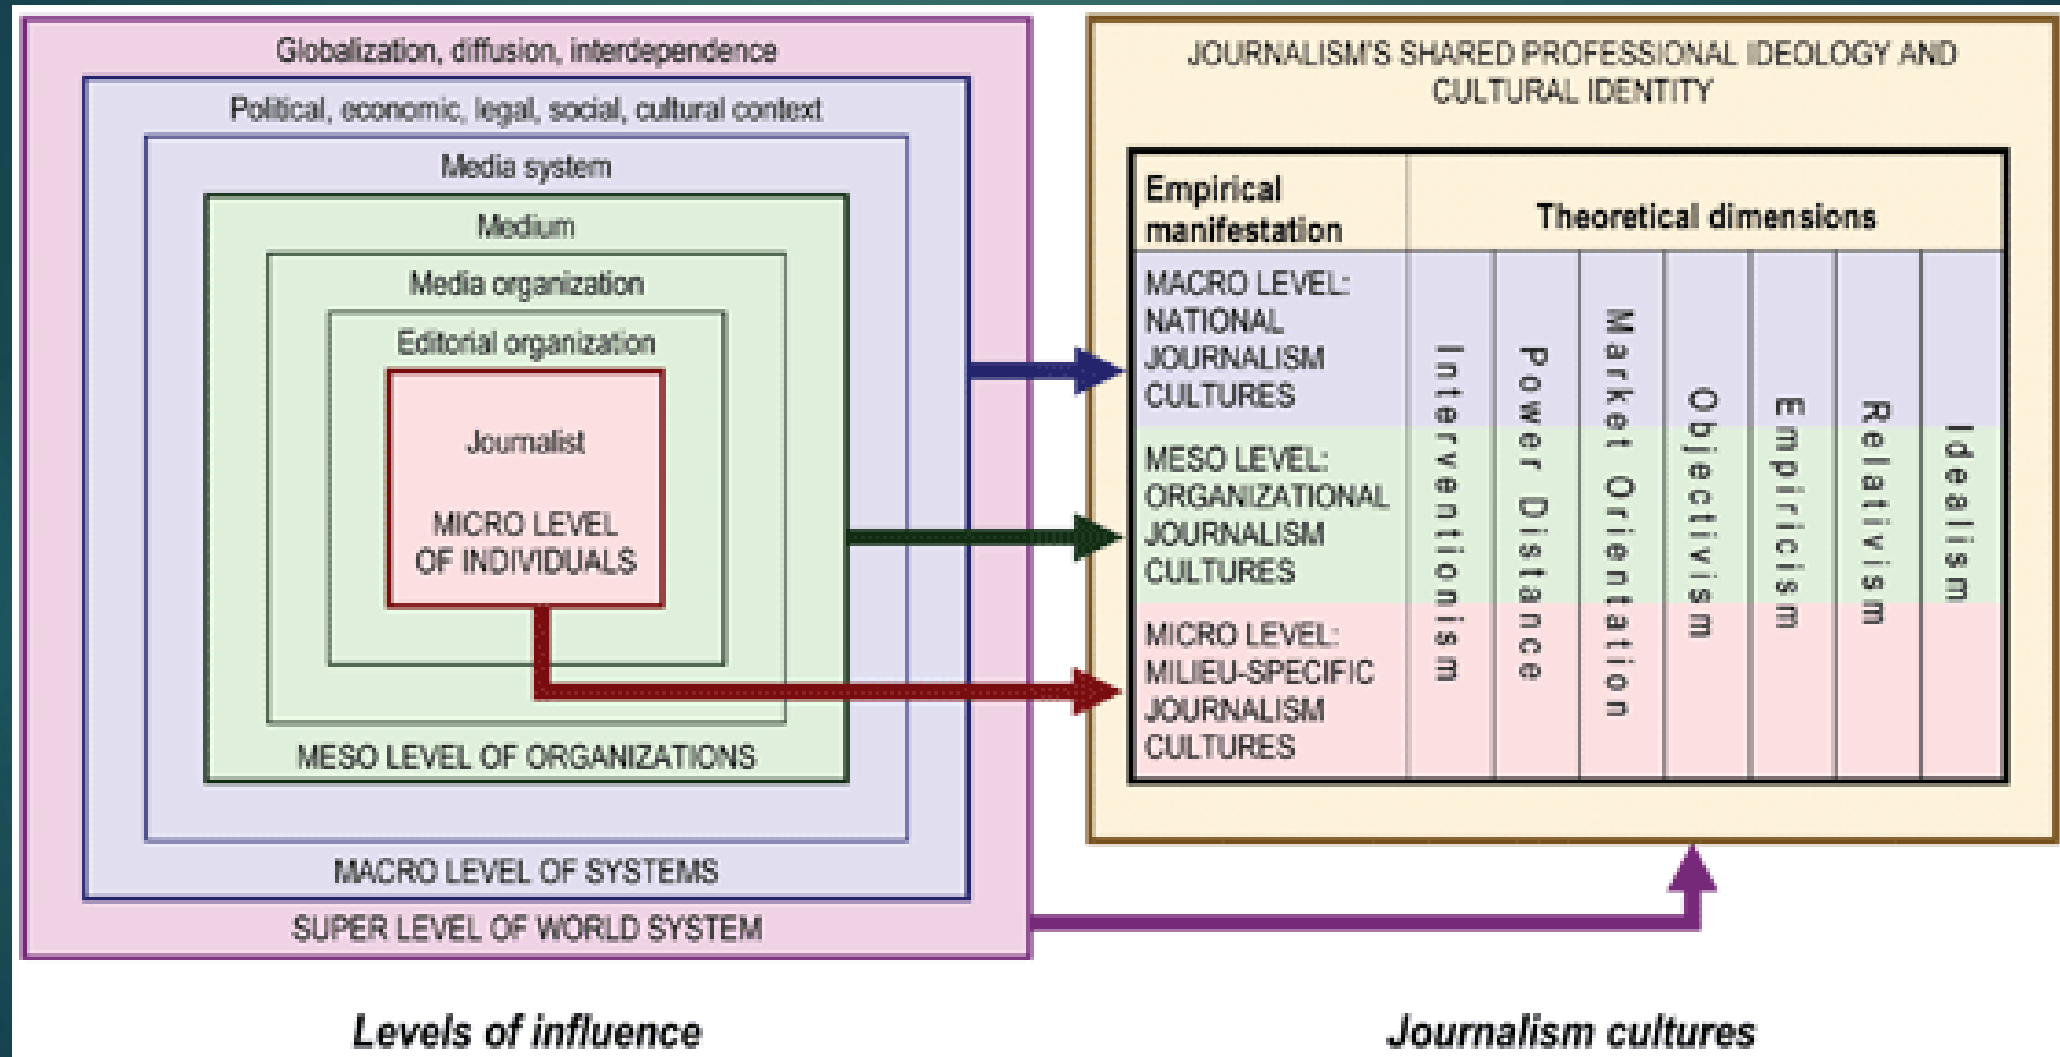 Globalization, diffusion, interdependence
Political, economic, legal, social, cultural context
Media system
Medium
Media organization
Editorial organization
Journalist
MICRO LEVEL
OF INDIVIDUALS
MESO LEVEL OF ORGANIZATIONS
MACRO LEVEL OF SYSTEMS
SUPER LEVEL OF WORLD SYSTEM
Levels of influence
JOURNALISM'S SHARED PROFESSIONAL IDEOLOGY AND
CULTURAL IDENTITY
Empirical
manifestation
Theoretical dimensions
MACRO LEVEL:
NATIONAL
JOURNALISM
CULTURES
MESO LEVEL:
ORGANIZATIONAL
JOURNALISM
CULTURES
MICRO LEVEL:
MILIEU-SPECIFIC
JOURNALISM
CULTURES
Interventionism
Power Distance
Market Orientation
Objectivism
Empiricism
Relativism
Idealism
Journalism cultures